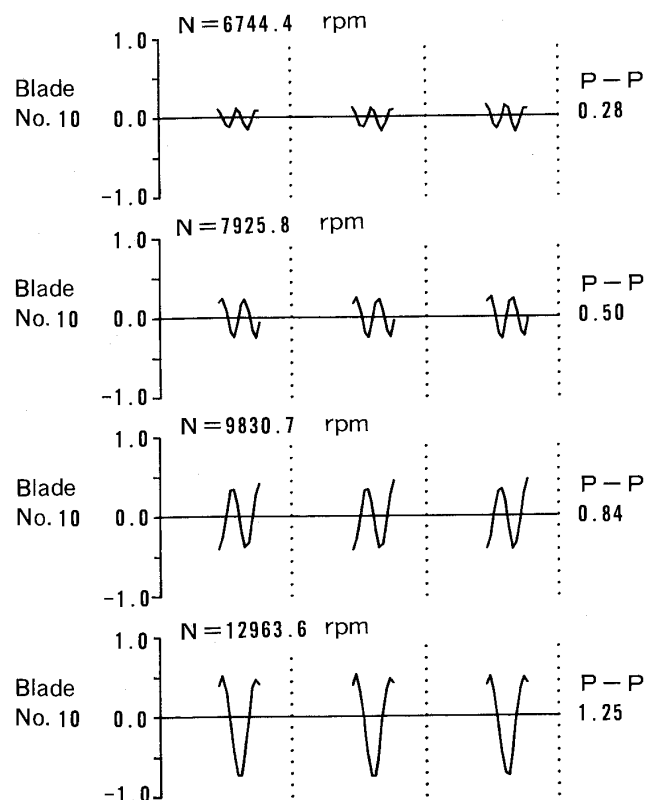 N=6744.4 rpm
1.0
Blade
No. 10
0.0
P-P
0.28
-1.0
N=7925.8 rpm
1.0
Blade
No. 10
0.0
P-P
0.50
-1.0
N=9830.7 rpm
1.0
Blade
No. 10
0.0
P-P
0.84
-1.0
N=12963.6 rpm
1.0
Blade
No. 10
0.0
P-P
1.25
-1.0